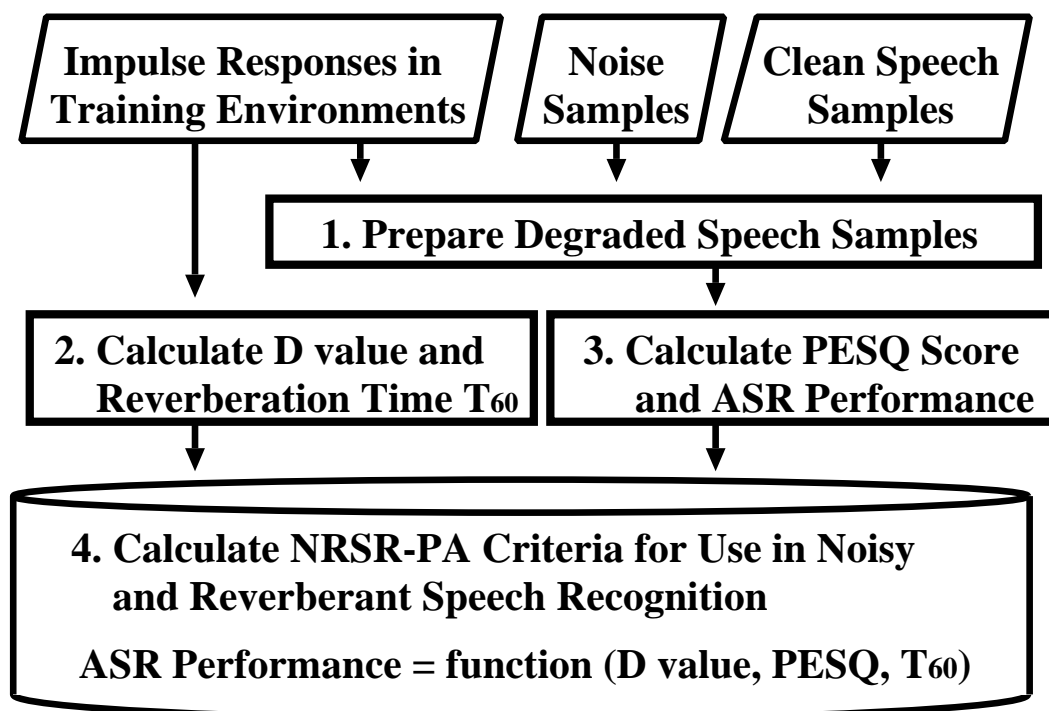 Impulse Responses in
Training Environments
Noise
Samples
Clean Speech
Samples
1. Prepare Degraded Speech Samples
2. Calculate D value and
Reverberation Time T60
3. Calculate PESQ Score
and ASR Performance
4. Calculate NRSR-PA Criteria for Use in Noisy
and Reverberant Speech Recognition
ASR Performance = function (D value, PESQ, T60)